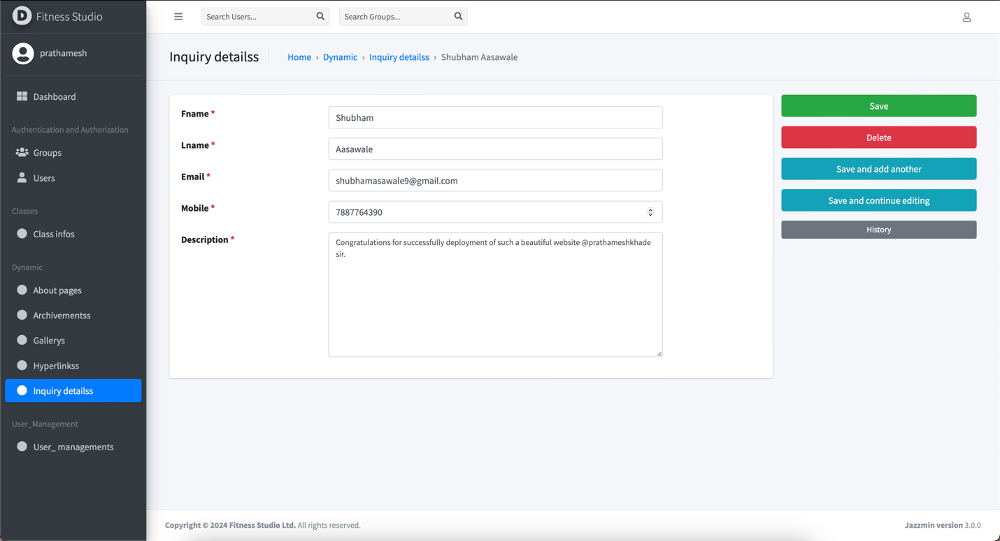 D Fitness Studio
Search Users...
Search Groups...
prathamesh
Inquiry detailss
Home › Dynamic › Inquiry detailss › Shubham Aasawale
Dashboard
Authentication and Authorization
Groups
Users
Classes
Class infos
Dynamic
About pages
Archivementss
Gallerys
Hyperlinkss
Inquiry detailss
User_Management
User_ managements
Fname *
Shubham
Lname *
Aasawale
Email *
shubhamasawale9@gmail.com
Mobile *
7887764390
Description *
Congratulations for successfully deployment of such a beautiful website @prathameshkhade
sir.
Save
Delete
Save and add another
Save and continue editing
History
Copyright © 2024 Fitness Studio Ltd. All rights reserved.
Jazzmin version 3.0.0